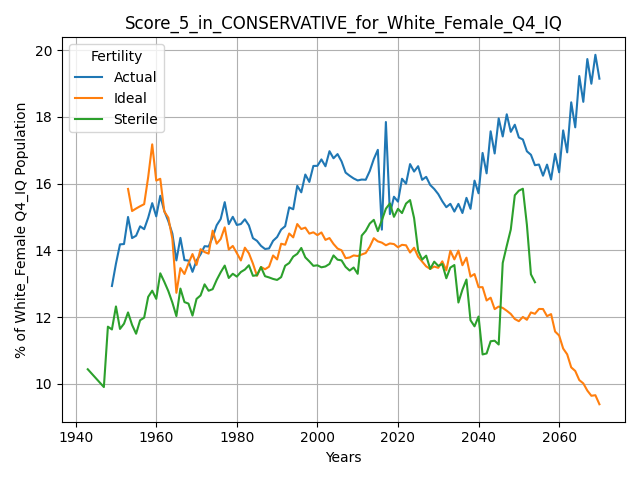 Score_5_in_CONSERVATIVE_for_White_Female_Q4_IQ
Fertility
Actual
Ideal
Sterile
% of White_Female Q4_IQ Population
20
18
16
14
12
10
1940
1960
1980
2000
2020
2040
2060
Years